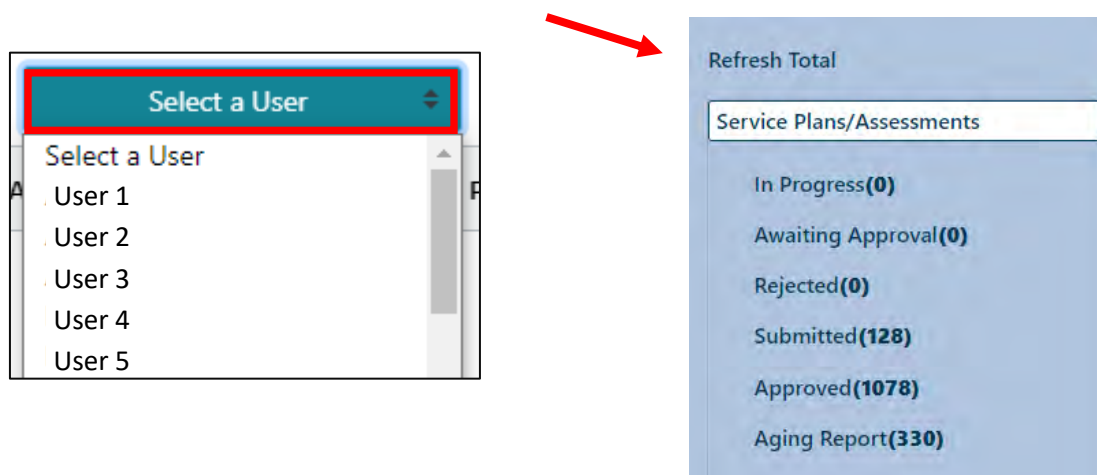 Select a User
Select a User
User 1
User 2
User 3
User 4
User 5
A
P
Refresh Total
Service Plans/Assessments
In Progress(0)
Awaiting Approval(0)
Rejected(0)
Submitted(128)
Approved(1078)
Aging Report(330)